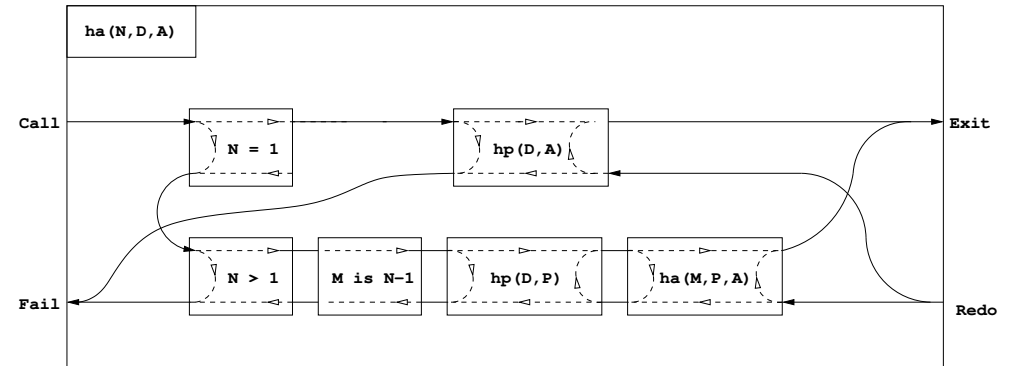 ha(N,D,A)
Call
N = 1
hp(D,A)
Exit
N > 1
M is N−1
hp(D,P)
ha(M,P,A)
Fail
Redo